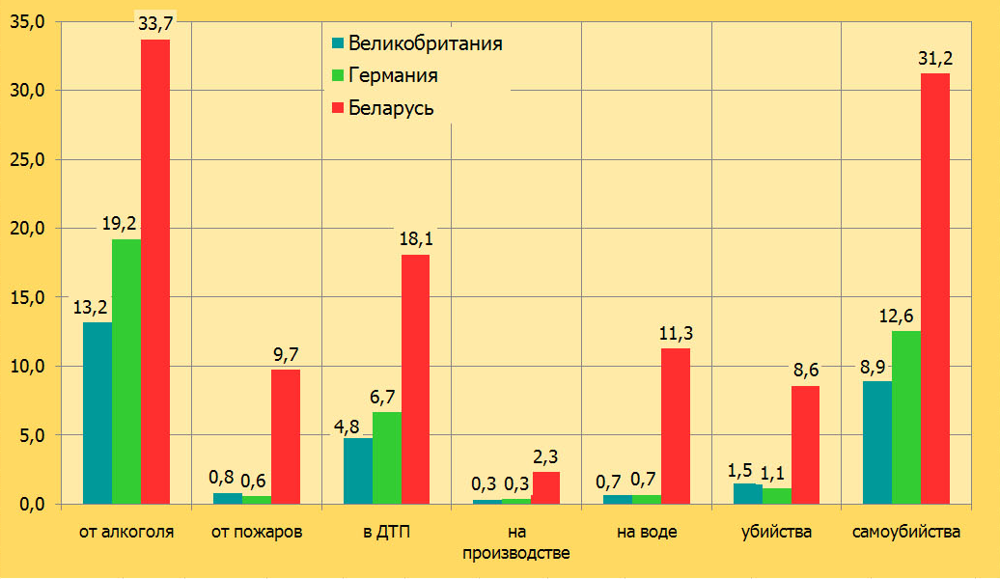 35,0
30,0
25,0
20,0
15,0
10,0
5,0
0,0
Великобритания
Германия
Беларусь
13,2
19,2
33,7
0,8
0,6
9,7
4,8
6,7
18,1
0,3
0,3
2,3
0,7
0,7
11,3
1,5
1,1
8,6
8,9
12,6
31,2
от алкоголя
от пожаров
в ДТП
на
производстве
на воде
убийства
самоубийства